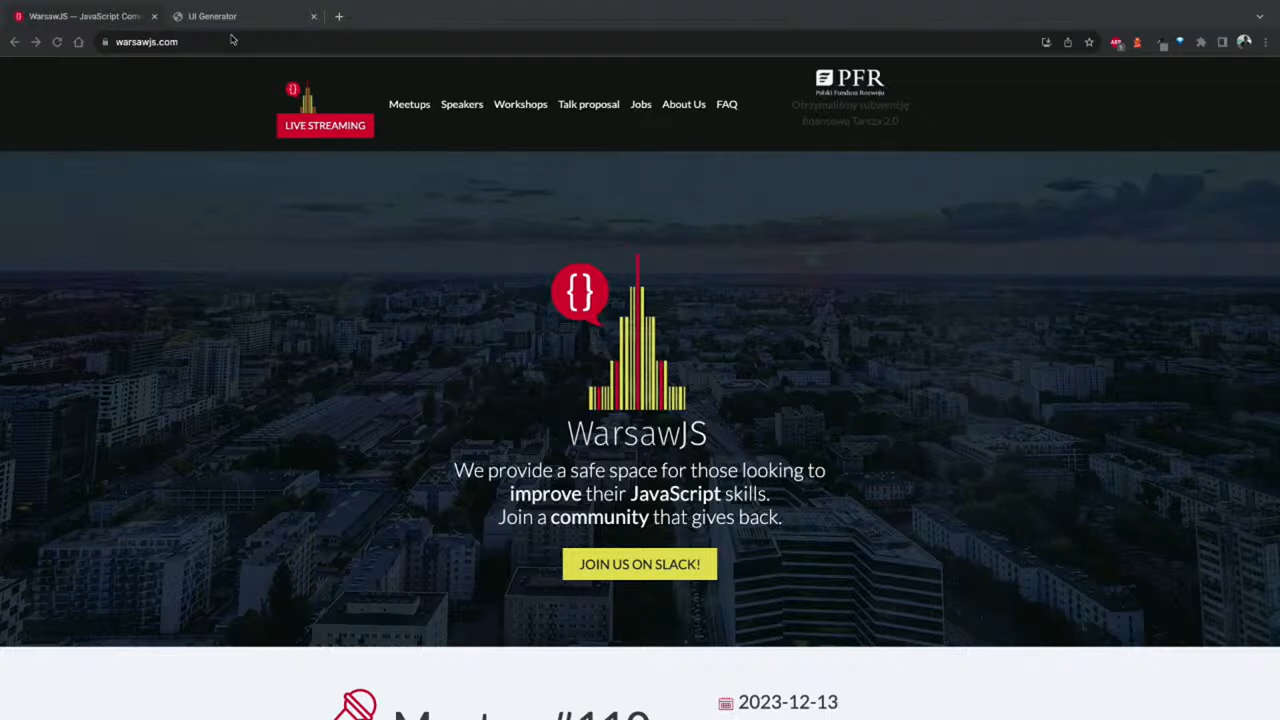 WarsawJS — JavaScript Com
UI Generator
warsawjs.com
{}
LIVE STREAMING
Meetups Speakers Workshops Talk proposal Jobs About Us FAQ
PFR
Polski Fundusz Rozwoju
Otrzymaliśmy subwencję
finansową Tarcza 2.0
{}
WarsawJS
We provide a safe space for those looking to
improve their JavaScript skills.
Join a community that gives back.
JOIN US ON SLACK!
2023-12-13